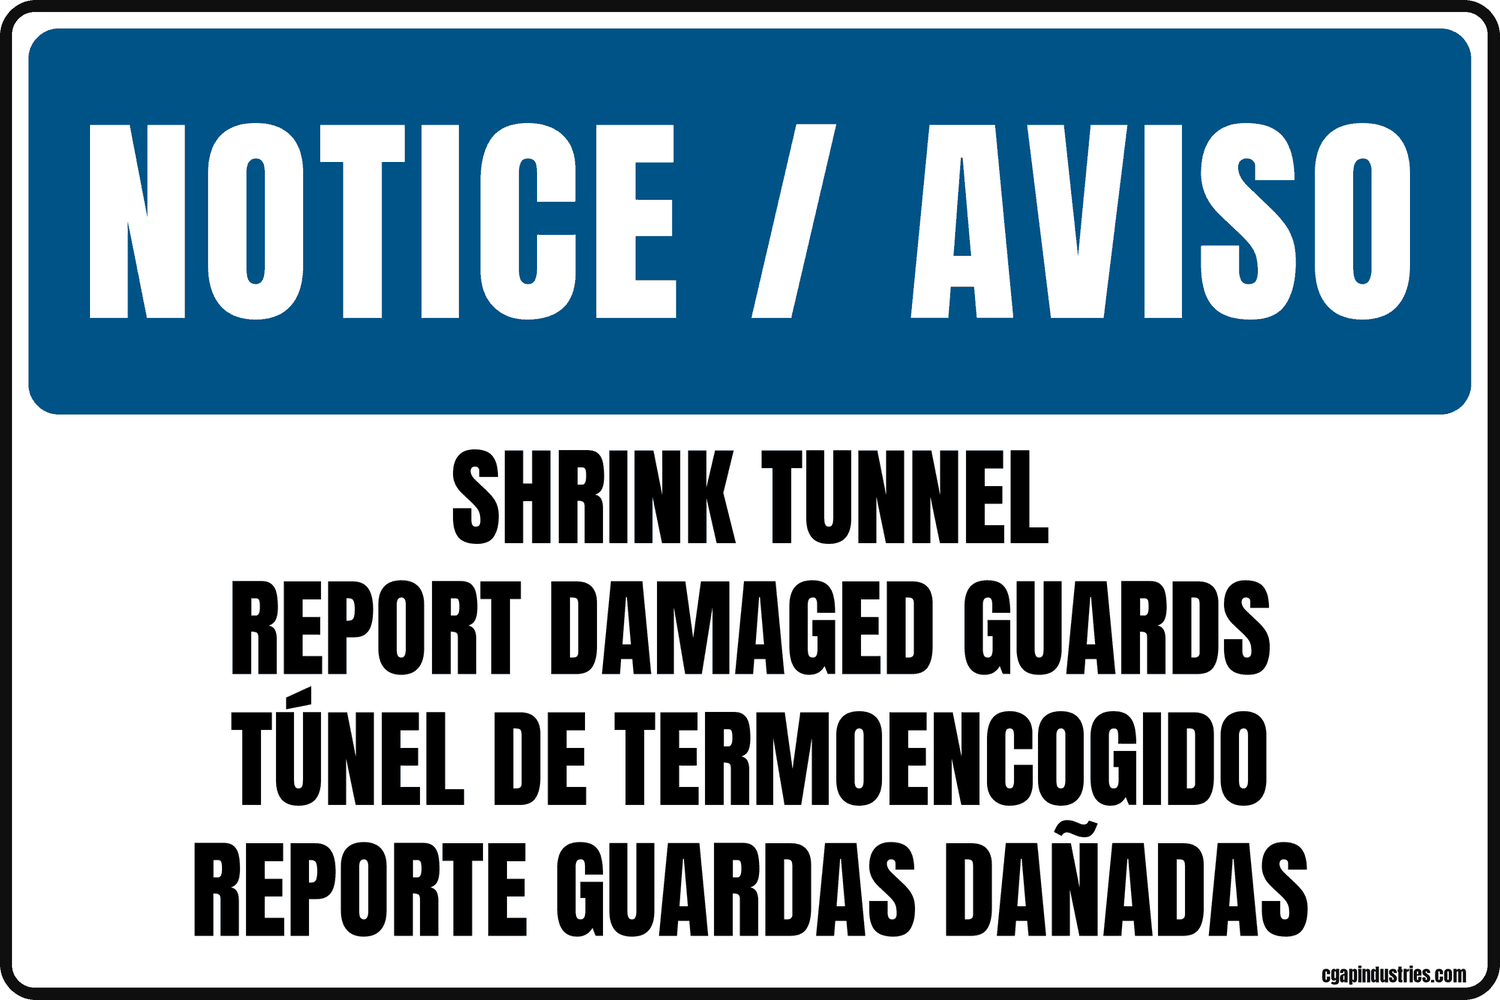 NOTICE / AVISO
SHRINK TUNNEL
REPORT DAMAGED GUARDS
TÚNEL DE TERMOENCOGIDO
REPORTE GUARDAS DAÑADAS
cgapindustries.com